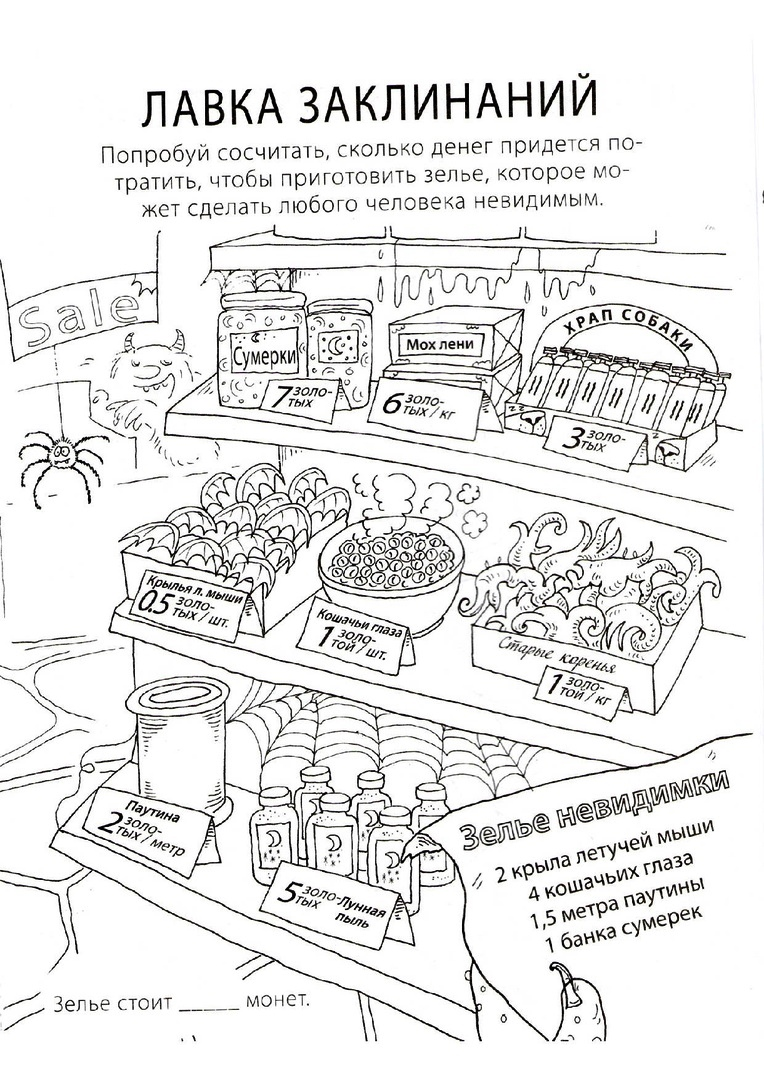 ЛАВКА ЗАКЛИНАНИЙ
Попробуй сосчитать, сколько денег придется по-
тратить, чтобы приготовить зелье, которое мо-
жет сделать любого человека невидимым.
Sale
Сумерки
7 золо-
тых
Мох лени
6 золо-
тых / кг
ХРАП СОБАКИ
3 золо-
тых
z z
z
Крылья л. мыши
0.5 золо-
тых / шт.
Кошачьи глаза
1 золо-
той / шт.
Старые коренья
1 золо-
той / кг
Паутина
2 золо-
тых / метр
5 золо-
тых
Лунная
пыль
Зелье невидимки
2 крыла летучей мыши
4 кошачьих глаза
1,5 метра паутины
1 банка сумерек
Зелье стоит _____ монет.